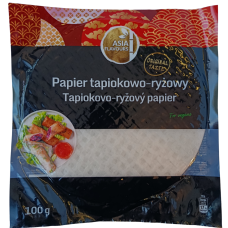 ASIA
FLAVOURS
ORIGINAL
TASTE
Papier tapiokowo-ryżowy
Tapiokovo-ryžový papier
100 g